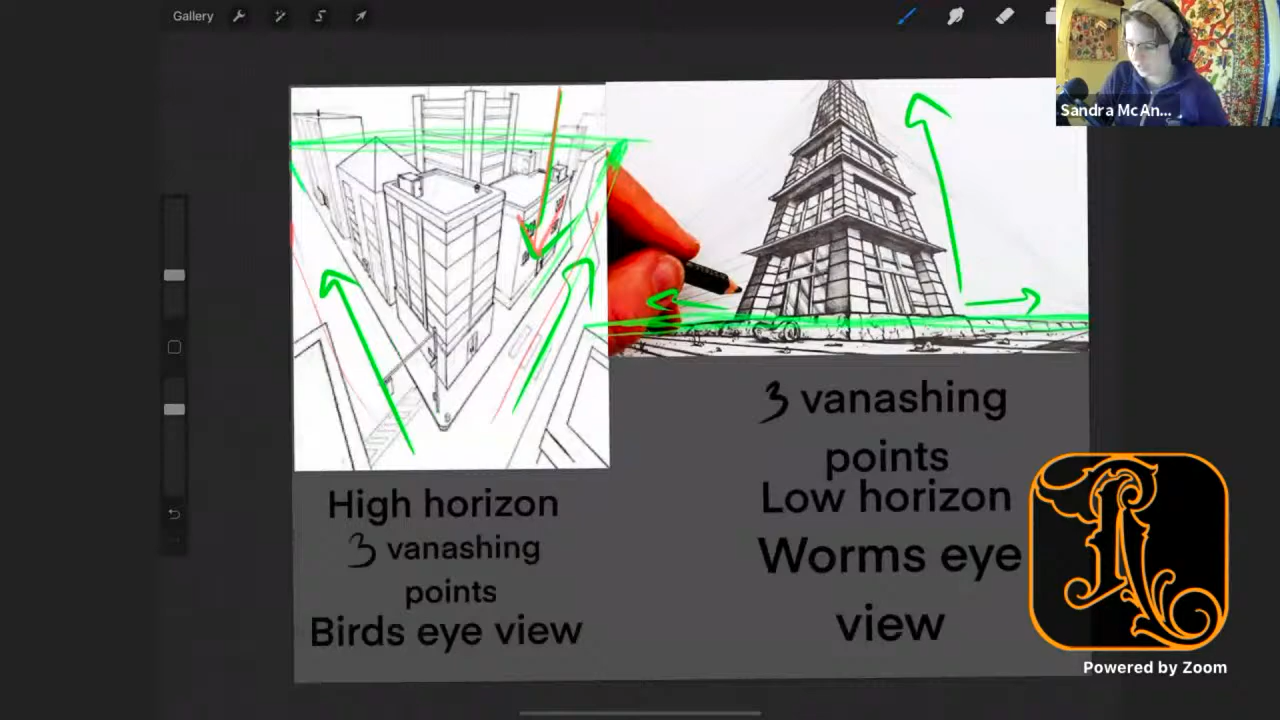 Gallery
Sandra McAn...
3 vanashing
points
Low horizon
Worms eye
view
High horizon
3 vanashing
points
Birds eye view
Powered by Zoom